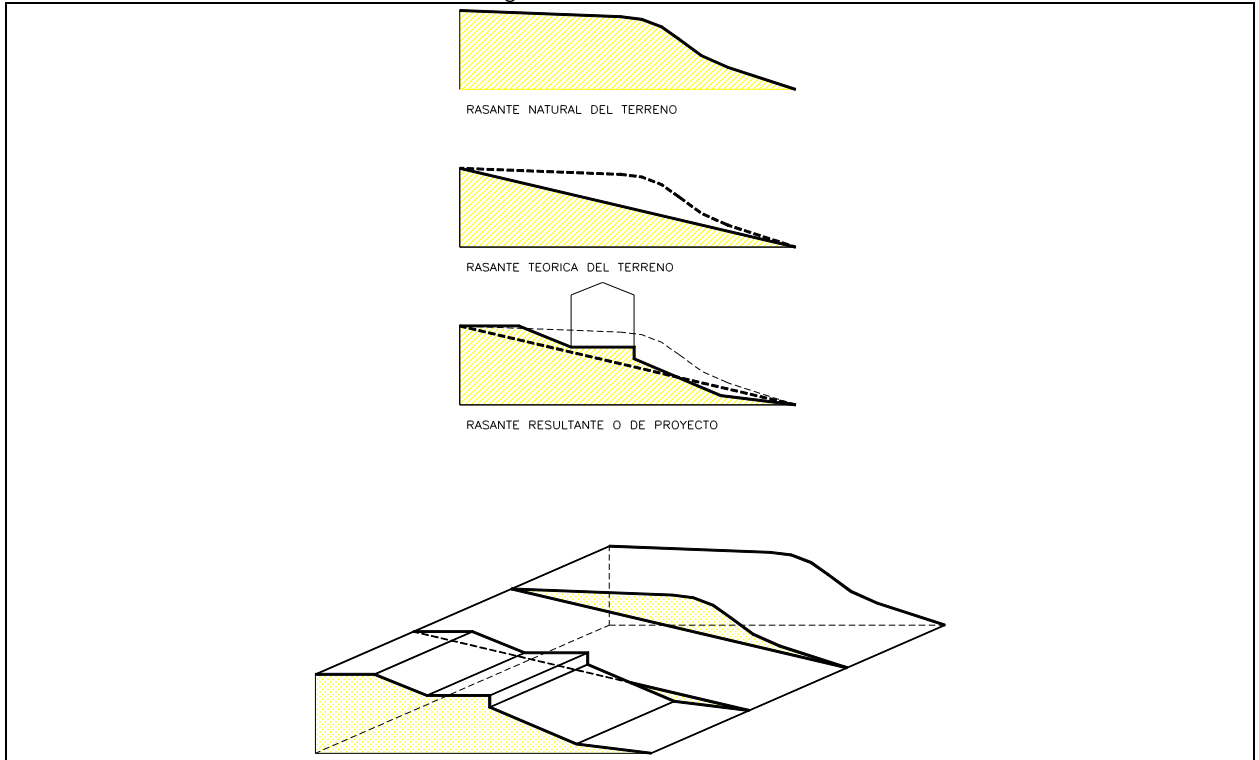 RASANTE NATURAL DEL TERRENO
RASANTE TEORICA DEL TERRENO
RASANTE RESULTANTE O DE PROYECTO